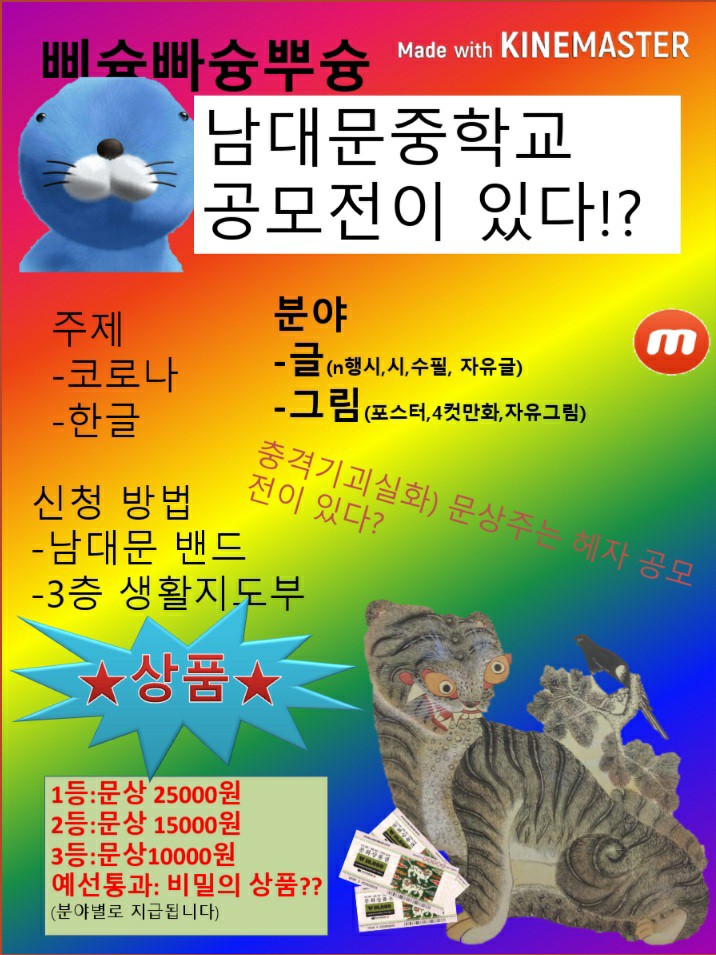 삐슝빠슝뿌슝
Made with KINEMASTER
남대문중학교
공모전이 있다!?
주제
-코로나
-한글
분야
-글(n행시,시,수필, 자유글)
-그림(포스터,4컷만화,자유그림)
m
충격기괴실화) 문상주는 혜자 공모
전이 있다?
신청 방법
-남대문 밴드
-3층 생활지도부
★상품★
1등:문상 25000원
2등:문상 15000원
3등:문상10000원
예선통과: 비밀의 상품??
(분야별로 지급됩니다)
문화상품권